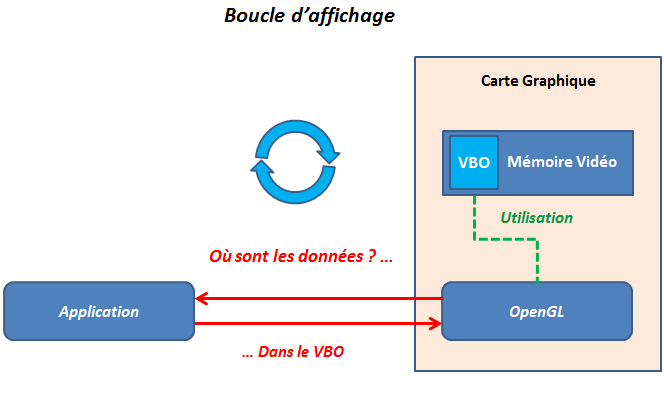 Boucle d’affichage
Carte Graphique
VBO
Mémoire Vidéo
Utilisation
Où sont les données ? ...
Application
OpenGL
... Dans le VBO